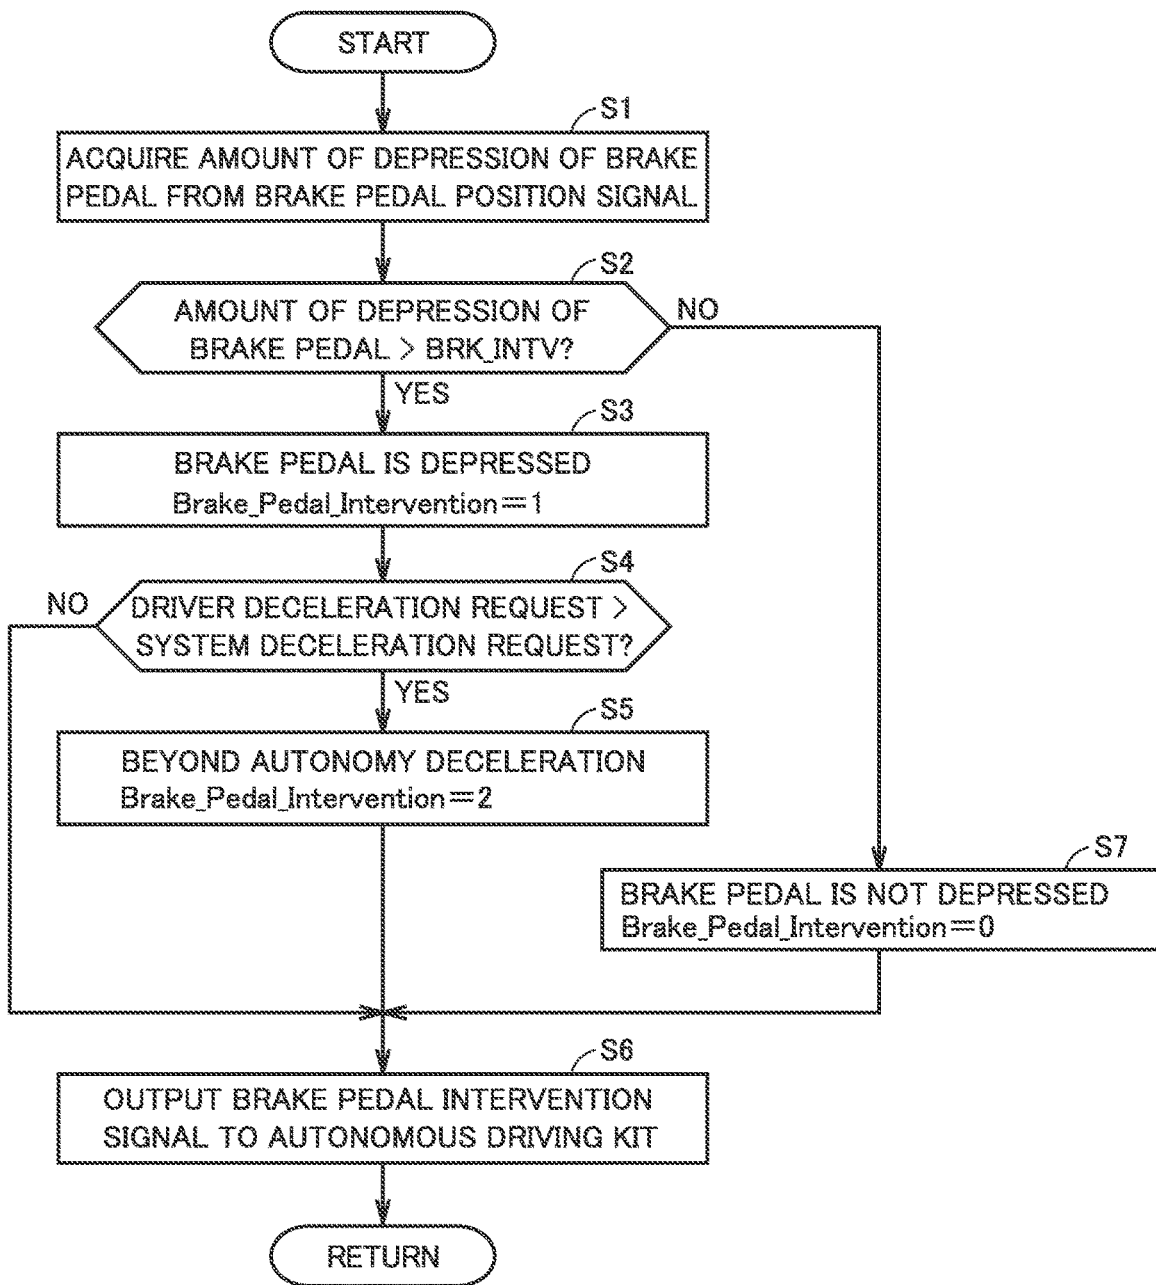 START
S1
ACQUIRE AMOUNT OF DEPRESSION OF BRAKE
PEDAL FROM BRAKE PEDAL POSITION SIGNAL
S2
AMOUNT OF DEPRESSION OF
BRAKE PEDAL > BRK_INTV?
NO
YES
S3
BRAKE PEDAL IS DEPRESSED
Brake_Pedal_Intervention=1
S4
NO
DRIVER DECELERATION REQUEST >
SYSTEM DECELERATION REQUEST?
YES
S5
BEYOND AUTONOMY DECELERATION
Brake_Pedal_Intervention=2
S7
BRAKE PEDAL IS NOT DEPRESSED
Brake_Pedal_Intervention=0
S6
OUTPUT BRAKE PEDAL INTERVENTION
SIGNAL TO AUTONOMOUS DRIVING KIT
RETURN